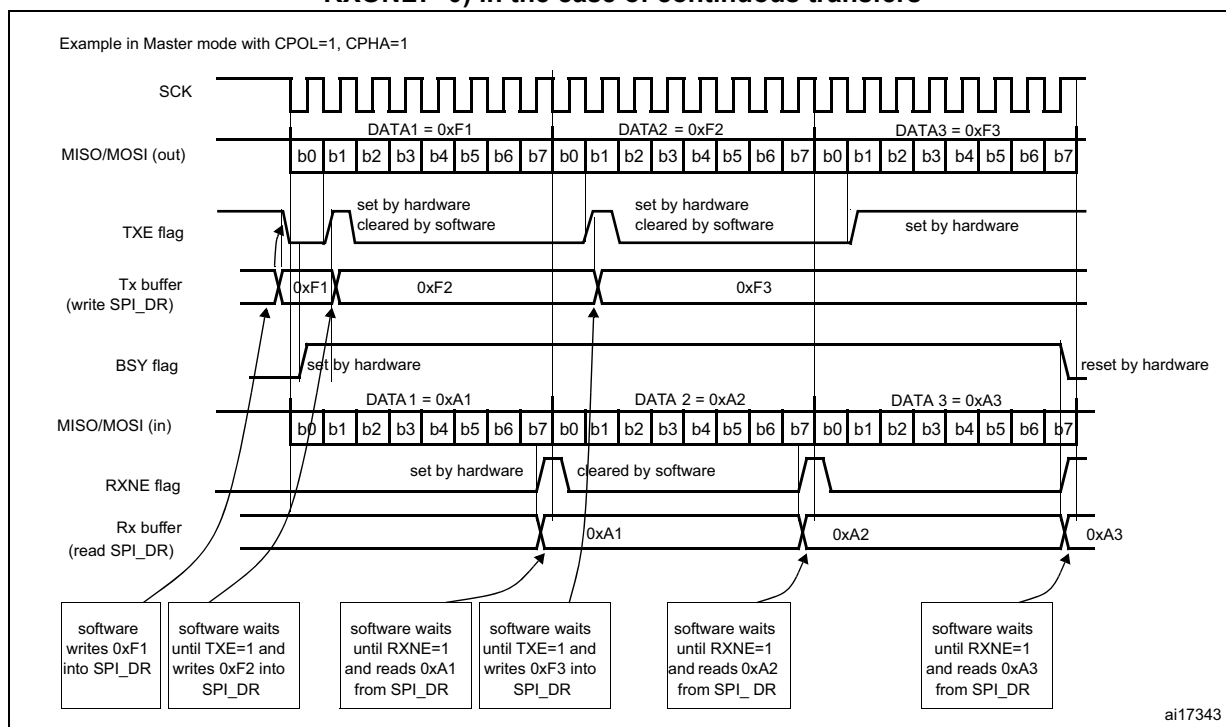 RXONLY=0) in the case of continuous transfers
Example in Master mode with CPOL=1, CPHA=1
SCK
DATA1 = 0xF1 DATA2 = 0xF2 DATA3 = 0xF3
MISO/MOSI (out) b0 b1 b2 b3 b4 b5 b6 b7 b0 b1 b2 b3 b4 b5 b6 b7 b0 b1 b2 b3 b4 b5 b6 b7
set by hardware
cleared by software
set by hardware
cleared by software
set by hardware
TXE flag
Tx buffer
(write SPI_DR)
0xF1 0xF2 0xF3
BSY flag set by hardware reset by hardware
DATA 1 = 0xA1 DATA 2 = 0xA2 DATA 3 = 0xA3
MISO/MOSI (in) b0 b1 b2 b3 b4 b5 b6 b7 b0 b1 b2 b3 b4 b5 b6 b7 b0 b1 b2 b3 b4 b5 b6 b7
set by hardware cleared by software
RXNE flag
Rx buffer
(read SPI_DR)
0xA1 0xA2 0xA3
software
writes 0xF1
into SPI_DR
software waits
until TXE=1 and
writes 0xF2 into
SPI_DR
software waits
until RXNE=1
and reads 0xA1
from SPI_DR
software waits
until TXE=1 and
writes 0xF3 into
SPI_DR
software waits
until RXNE=1
and reads 0xA2
from SPI_ DR
software waits
until RXNE=1
and reads 0xA3
from SPI_DR
ai17343